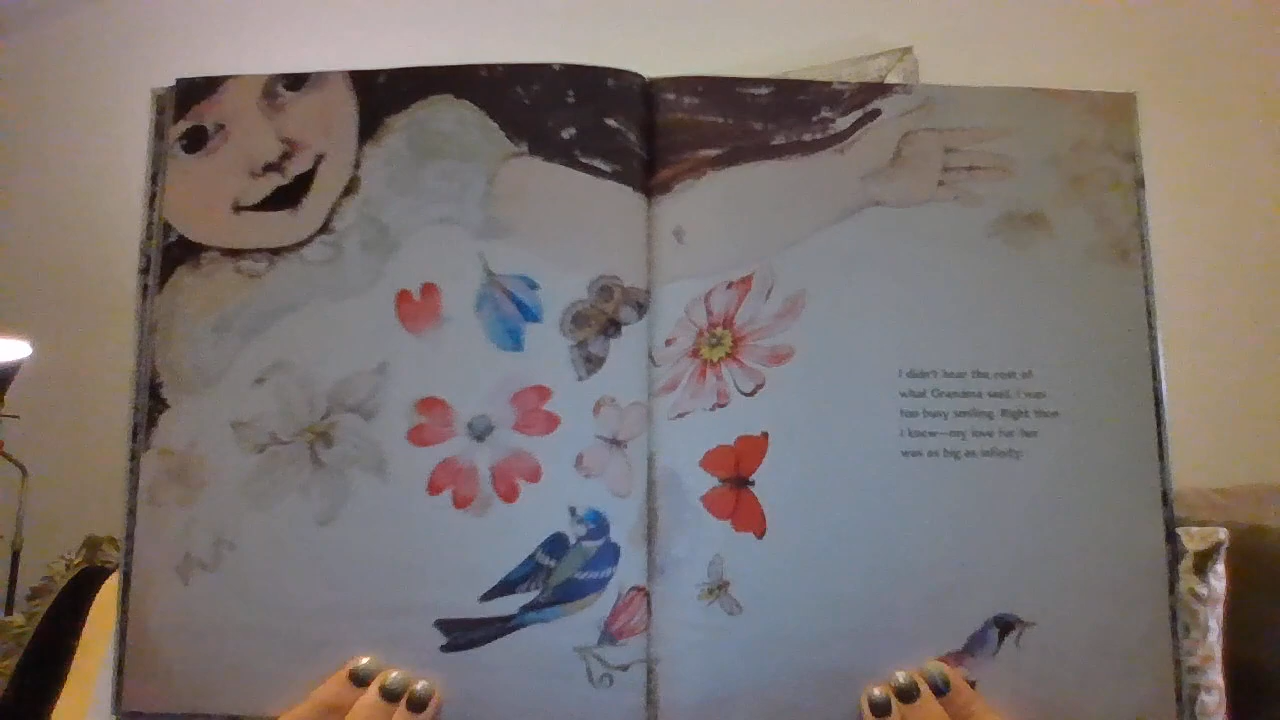 I didn't hear the rest of
what Grandma said. I was
too busy smiling. Right then
I knew—my love for her
was as big as infinity.